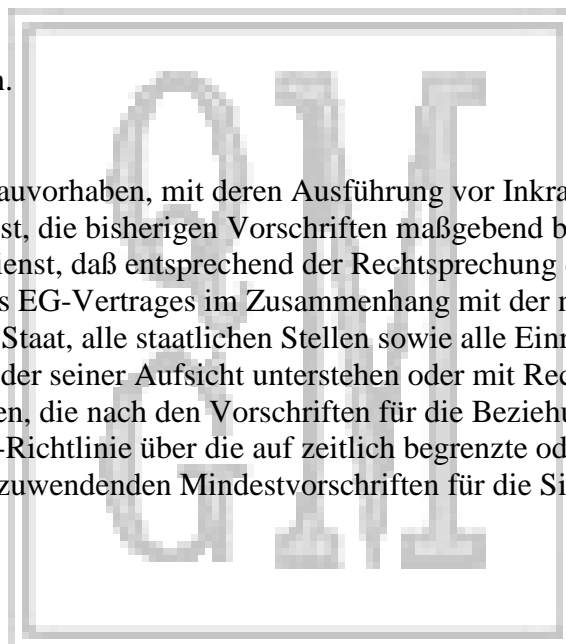 n.
auvorhaben, mit deren Ausführung vor Inkra
st, die bisherigen Vorschriften maßgebend b
ienst, daß entsprechend der Rechtsprechung
s EG-Vertrages im Zusammenhang mit der
Staat, alle staatlichen Stellen sowie alle Einr
der seiner Aufsicht unterstehen oder mit Rec
en, die nach den Vorschriften für die Beziehu
-Richtlinie über die auf zeitlich begrenzte od
zuwendenden Mindestvorschriften für die Si